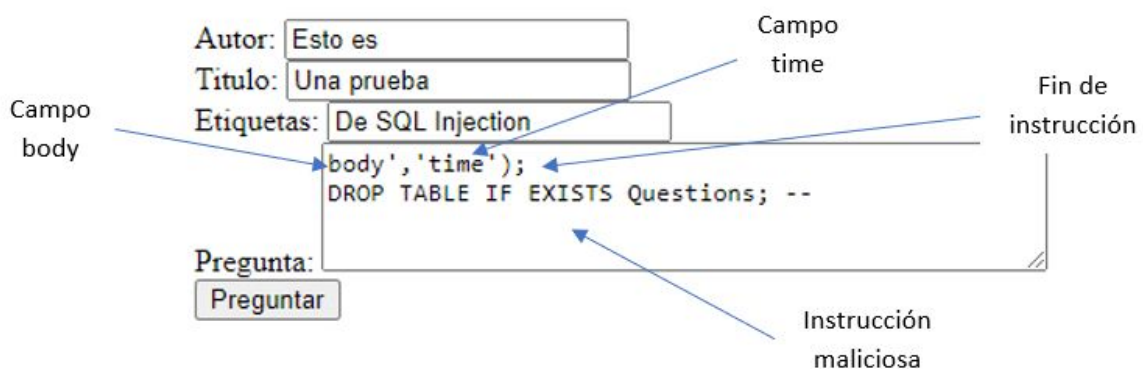 Campo
time
Autor: Esto es
Titulo: Una prueba
Etiquetas: De SQL Injection
Campo
body
Fin de
instrucción
body','time');
DROP TABLE IF EXISTS Questions; --
Pregunta:
Preguntar
Instrucción
maliciosa